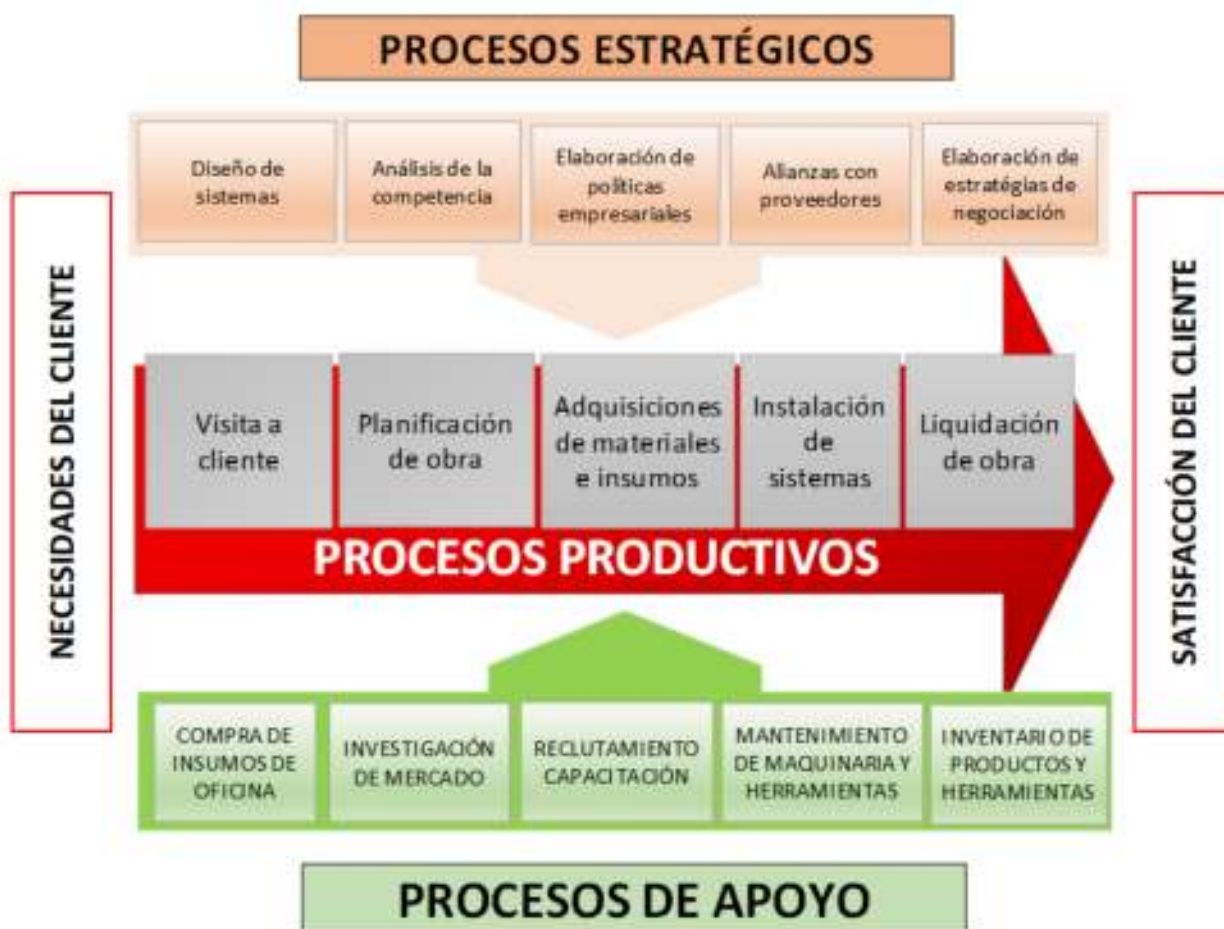 PROCESOS ESTRATÉGICOS
Diseño de
sistemas
Análisis de la
competencia
Elaboración de
políticas
empresariales
Alianzas con
proveedores
Elaboración de
estratégias de
negociación
NECESIDADES DEL CLIENTE
Visita a
cliente
Planificación
de obra
Adquisiciones
de materiales
e insumos
Instalación
de
sistemas
Liquidación
de obra
PROCESOS PRODUCTIVOS
SATISFACCIÓN DEL CLIENTE
COMPRA DE
INSUMOS DE
OFICINA
INVESTIGACIÓN
DE MERCADO
RECLUTAMIENTO
CAPACITACIÓN
MANTENIMIENTO
DE MAQUINARIA Y
HERRAMIENTAS
INVENTARIO DE
PRODUCTOS Y
HERRAMIENTAS
PROCESOS DE APOYO